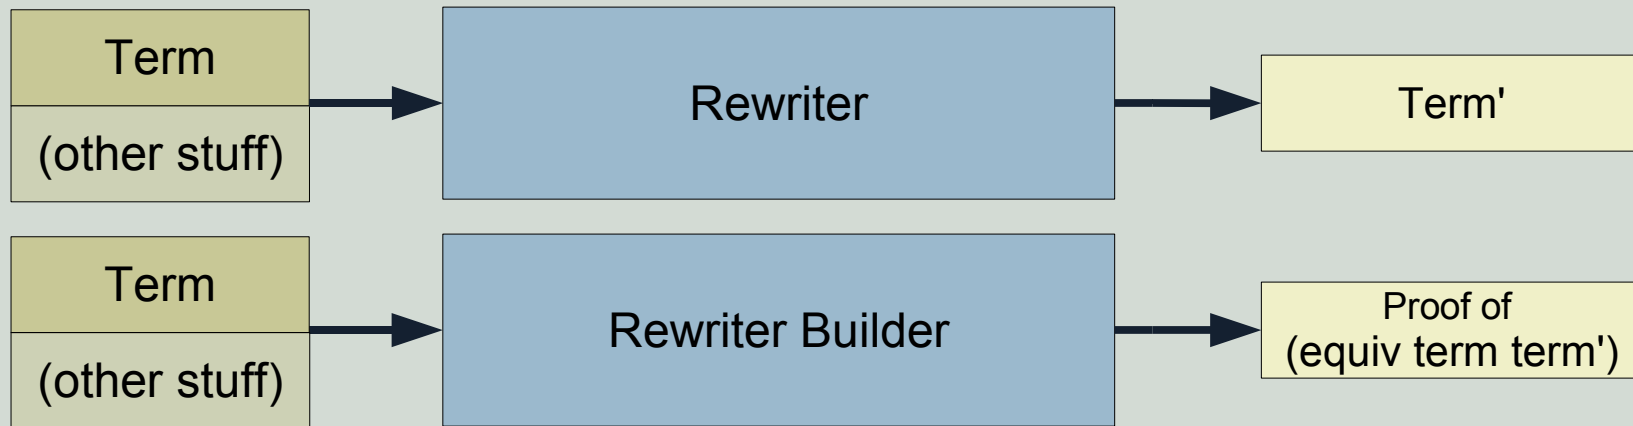 Term
(other stuff)
Rewriter
Term'
Term
(other stuff)
Rewriter Builder
Proof of
(equiv term term')